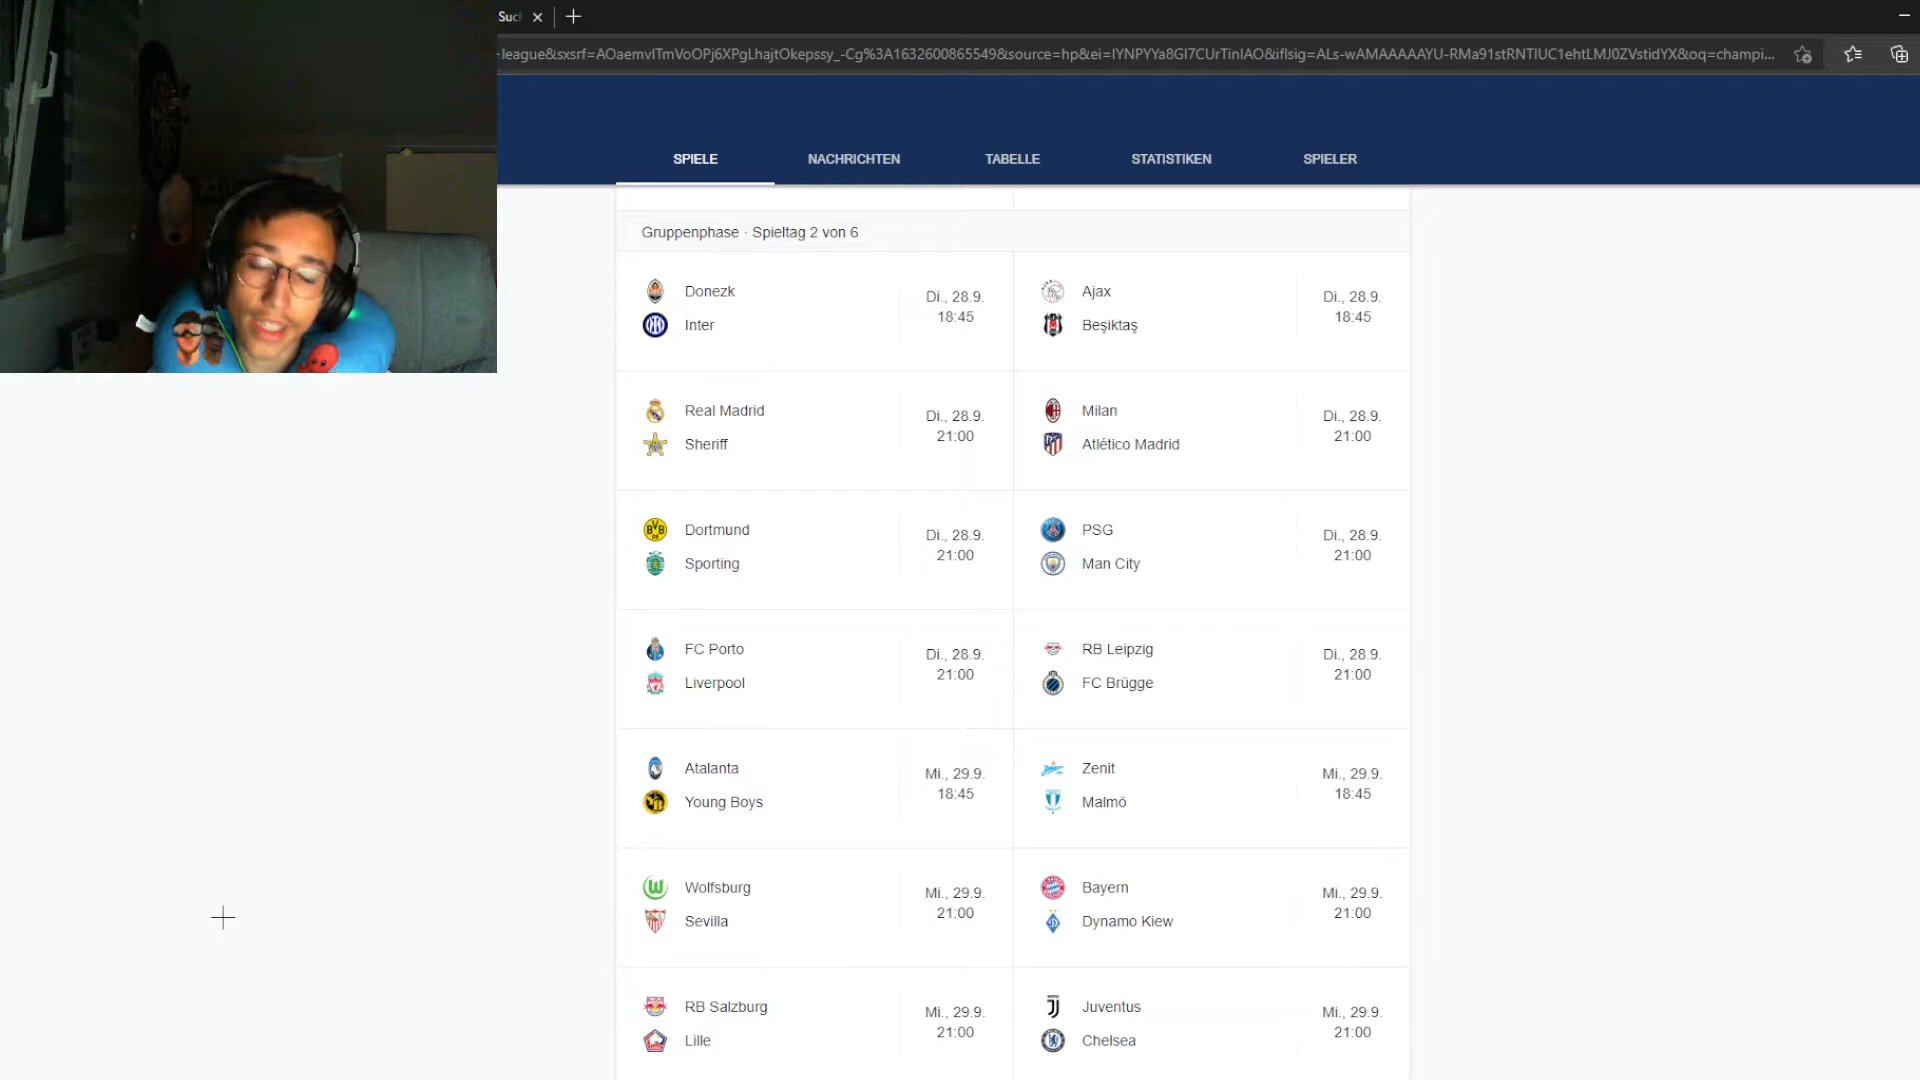 Suc
-league&sxsrf=AOaemvITmVoOPj6XPgLhajtOkepssy_-Cg%3A1632600865549&source=hp&ei=IYNPYYa8GI7CUrTinIAO&iflsig=ALs-wAMAAAAAYU-RMa91stRNTIUC1ehtLMJ0ZVstidYX&oq=champi...
SPIELE NACHRICHTEN TABELLE STATISTIKEN SPIELER
Gruppenphase · Spieltag 2 von 6
Donezk
Inter
Di., 28.9.
18:45
Ajax
Beşiktaş
Di., 28.9.
18:45
Real Madrid
Sheriff
Di., 28.9.
21:00
Milan
Atlético Madrid
Di., 28.9.
21:00
Dortmund
Sporting
Di., 28.9.
21:00
PSG
Man City
Di., 28.9.
21:00
FC Porto
Liverpool
Di., 28.9.
21:00
RB Leipzig
FC Brügge
Di., 28.9.
21:00
Atalanta
Young Boys
Mi., 29.9.
18:45
Zenit
Malmö
Mi., 29.9.
18:45
Wolfsburg
Sevilla
Mi., 29.9.
21:00
Bayern
Dynamo Kiew
Mi., 29.9.
21:00
RB Salzburg
Lille
Mi., 29.9.
21:00
Juventus
Chelsea
Mi., 29.9.
21:00